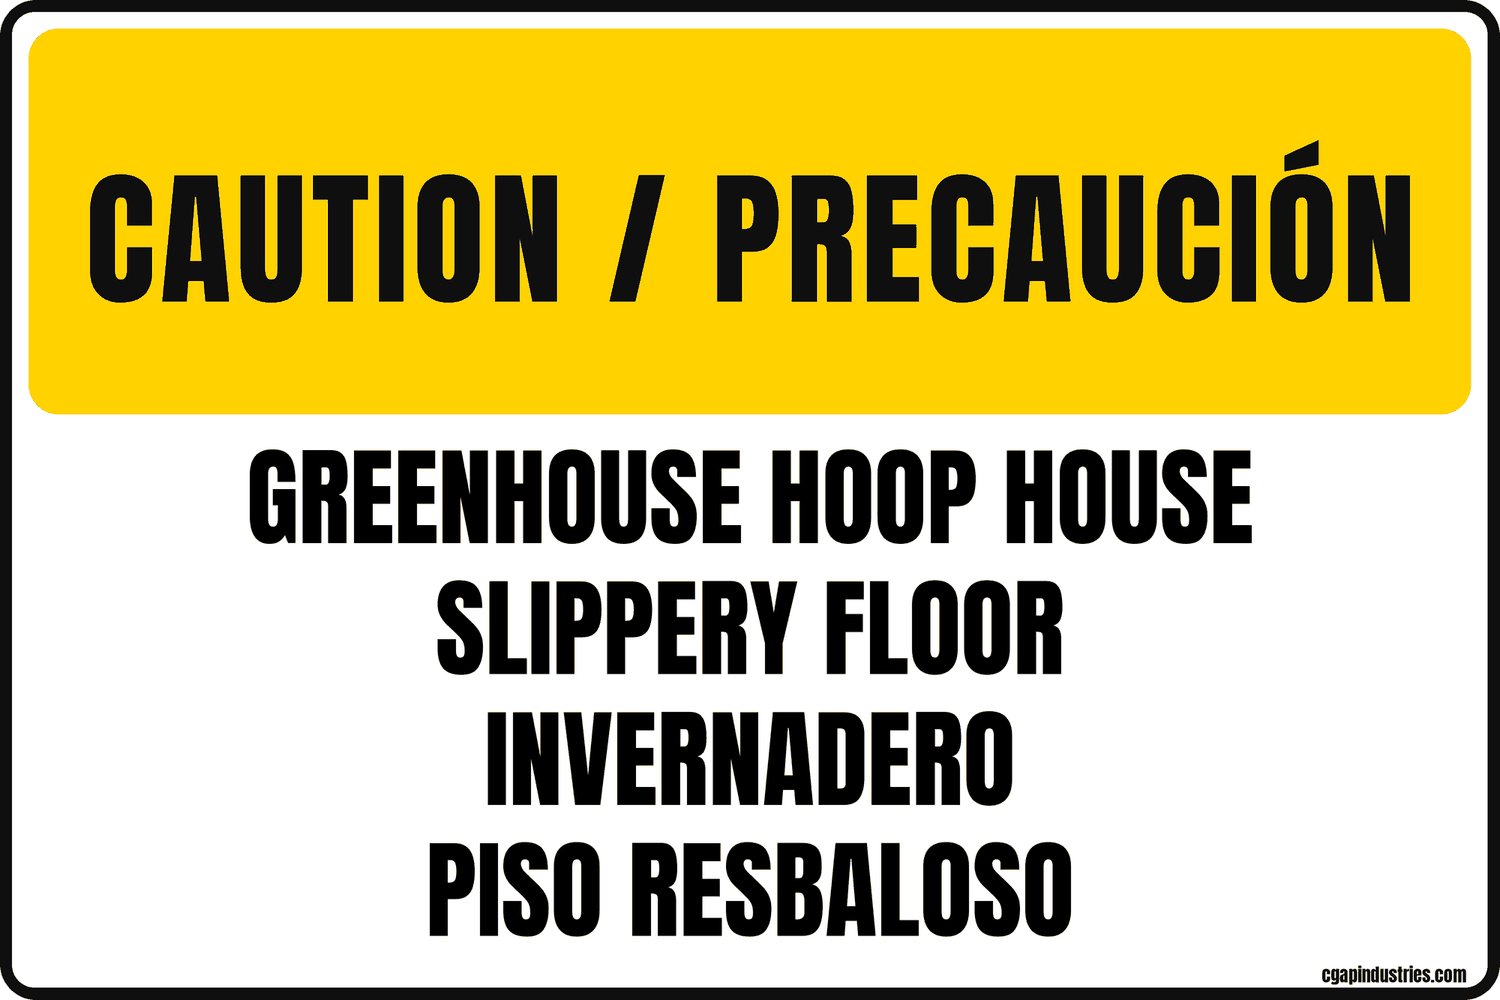 CAUTION / PRECAUCIÓN
GREENHOUSE HOOP HOUSE
SLIPPERY FLOOR
INVERNADERO
PISO RESBALOSO
cgapindustries.com